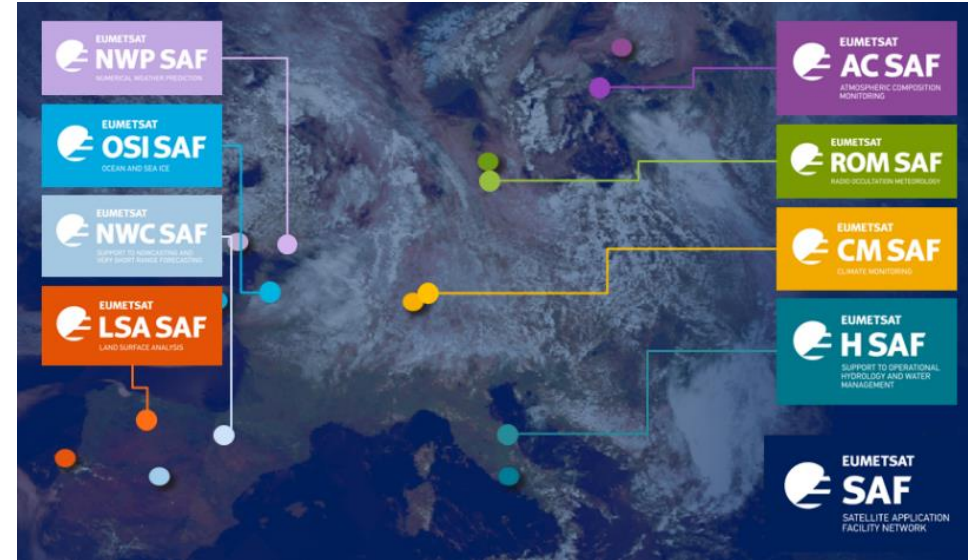 EUMETSAT
NWP SAF
NUMERICAL WEATHER PREDICTION
EUMETSAT
OSI SAF
OCEAN AND SEA ICE
EUMETSAT
NWC SAF
SUPPORT TO NOWCASTING AND
VERY SHORT RANGE FORECASTING
EUMETSAT
LSA SAF
LAND SURFACE ANALYSIS
EUMETSAT
AC SAF
ATMOSPHERIC COMPOSITION
MONITORING
EUMETSAT
ROM SAF
RADIO OCCULTATION METEOROLOGY
EUMETSAT
CM SAF
CLIMATE MONITORING
EUMETSAT
H SAF
SUPPORT TO OPERATIONAL
HYDROLOGY AND WATER
MANAGEMENT
EUMETSAT
SAF
SATELLITE APPLICATION
FACILITY NETWORK